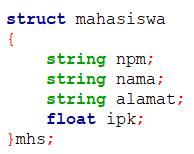 struct mahasiswa
{
    string npm;
    string nama;
    string alamat;
    float ipk;
}mhs;